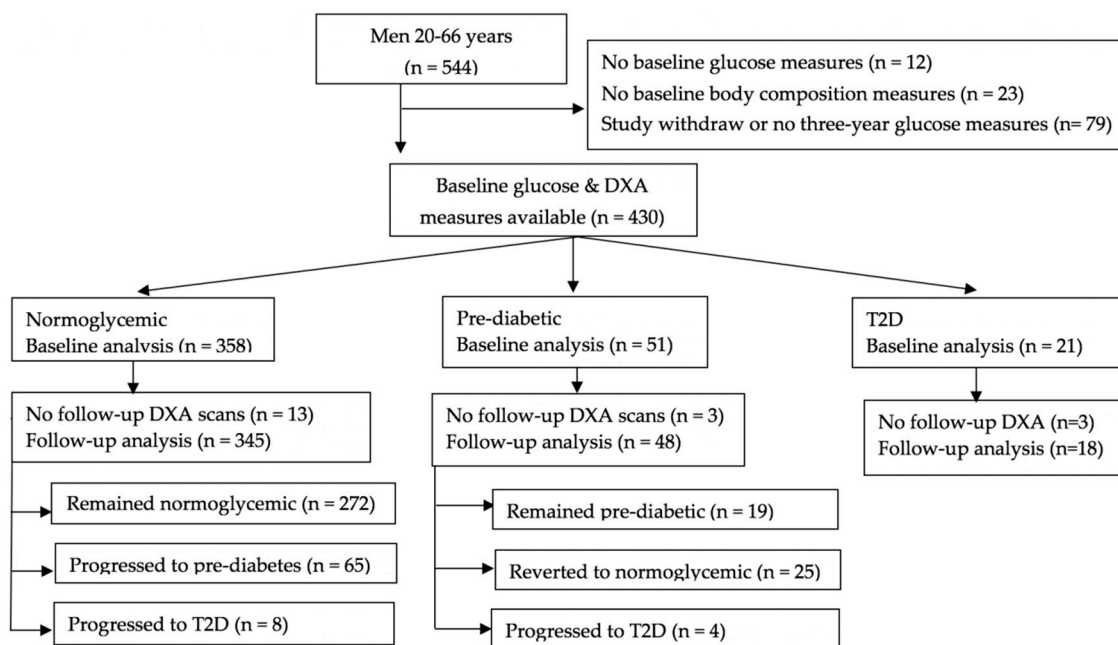 Men 20-66 years
(n = 544)
No baseline glucose measures (n = 12)
No baseline body composition measures (n = 23)
Study withdraw or no three-year glucose measures (n= 79)
Baseline glucose & DXA
measures available (n = 430)
Normoglycemic
Baseline analysis (n = 358)
Pre-diabetic
Baseline analysis (n = 51)
T2D
Baseline analysis (n = 21)
No follow-up DXA scans (n = 13)
Follow-up analysis (n = 345)
No follow-up DXA scans (n = 3)
Follow-up analysis (n = 48)
No follow-up DXA (n=3)
Follow-up analysis (n=18)
Remained normoglycemic (n = 272)
Progressed to pre-diabetes (n = 65)
Progressed to T2D (n = 8)
Remained pre-diabetic (n = 19)
Reverted to normoglycemic (n = 25)
Progressed to T2D (n = 4)